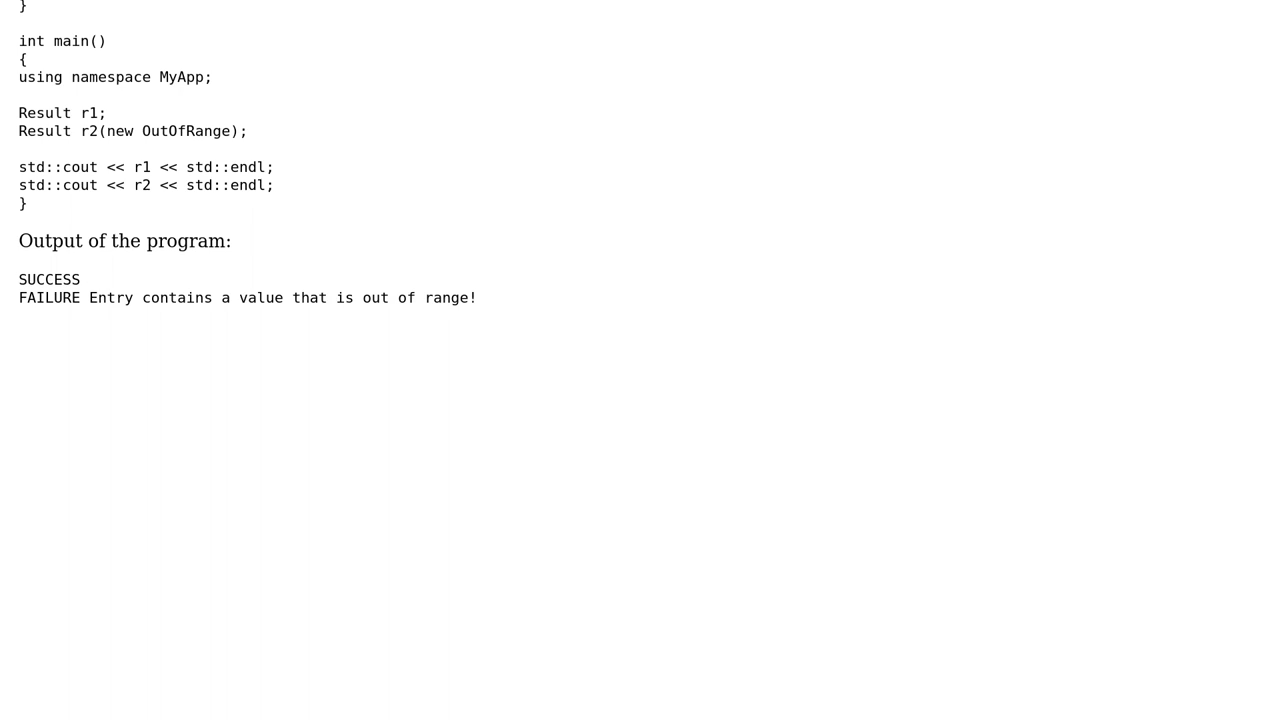 }
int main()
{
using namespace MyApp;
Result r1;
Result r2(new OutOfRange);
std::cout << r1 << std::endl;
std::cout << r2 << std::endl;
}
Output of the program:
SUCCESS
FAILURE Entry contains a value that is out of range!